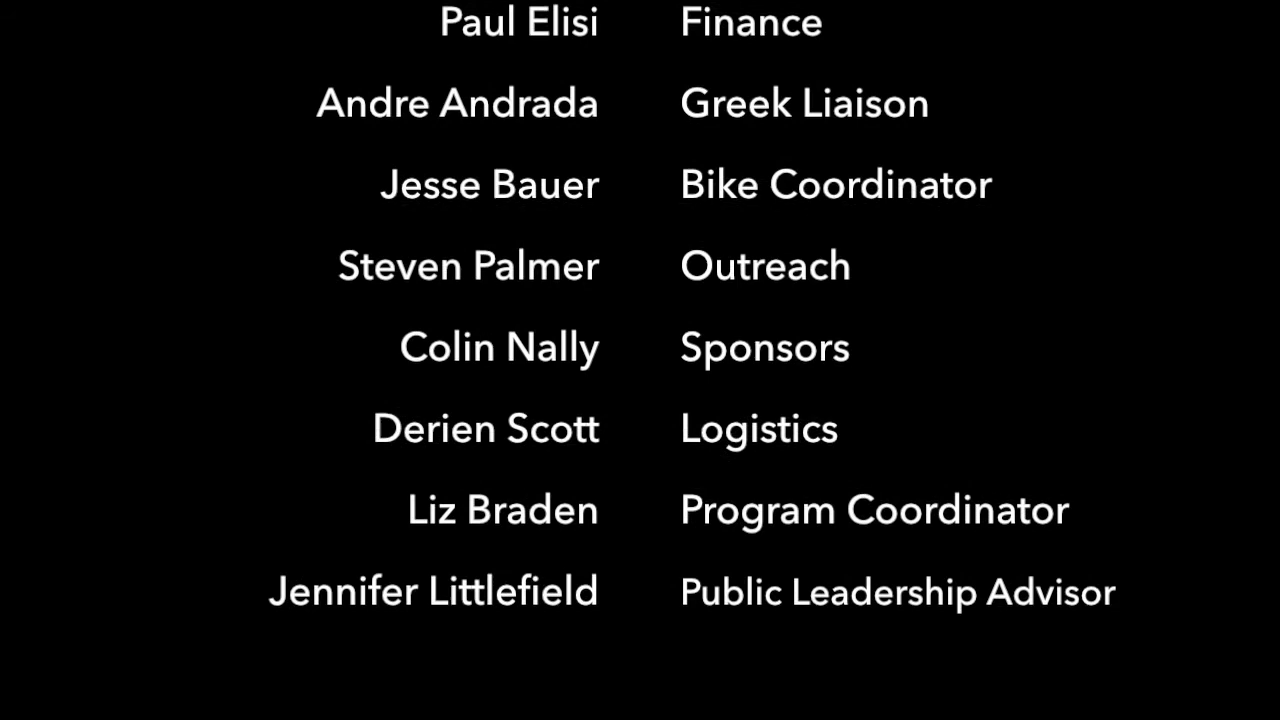 Paul Elisi Finance
Andre Andrada Greek Liaison
Jesse Bauer Bike Coordinator
Steven Palmer Outreach
Colin Nally Sponsors
Derien Scott Logistics
Liz Braden Program Coordinator
Jennifer Littlefield Public Leadership Advisor